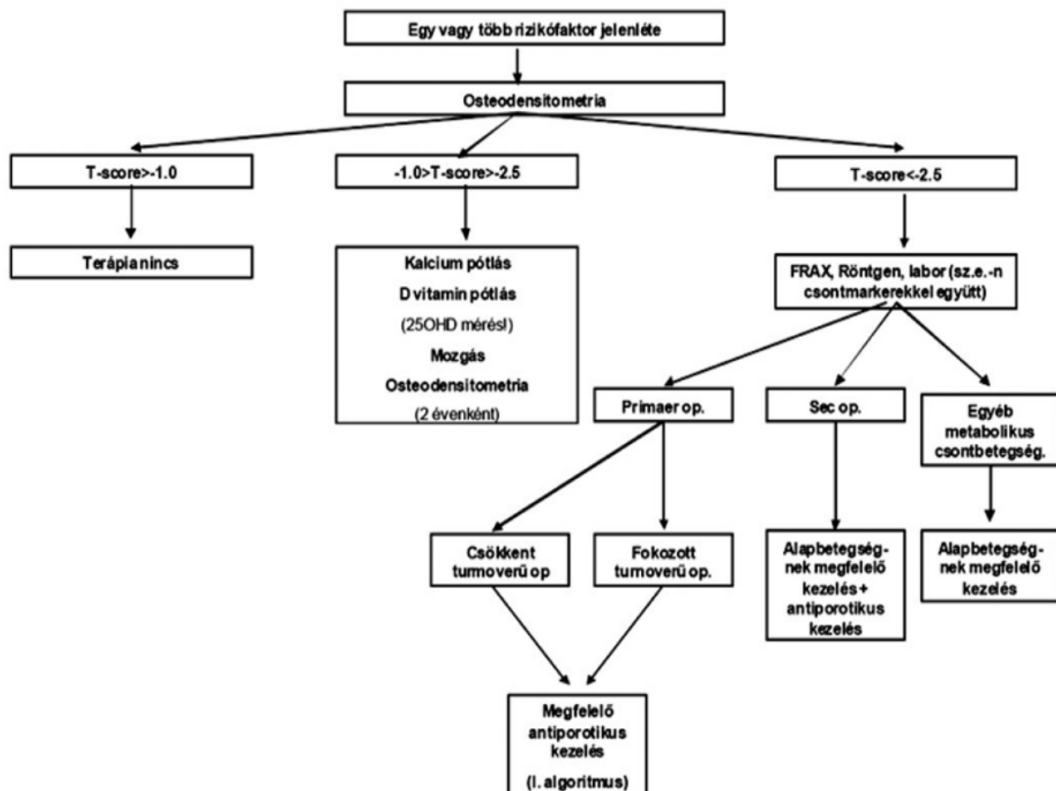 Egy vagy több rizikófaktor jelenléte
Osteodensitometria
T-score>-1.0
-1.0>T-score>-2.5
T-score<-2.5
Terápia nincs
Kalcium pótlás
D vitamin pótlás
(25OHD mérés!)
Mozgás
Osteodensitometria
(2 évenként)
FRAX, Röntgen, labor (sz.e.-n
csontmarkerekkel együtt)
Primaer op.
Sec op.
Egyéb
metabolikus
csontbetegség.
Csökkent
turnoverű op
Fokozott
turnoverű op.
Alapbetegség-
nek megfelelő
kezelés +
antiporotikus
kezelés
Alapbetegség-
nek megfelelő
kezelés
Megfelelő
antiporotikus
kezelés
(l. algoritmus)